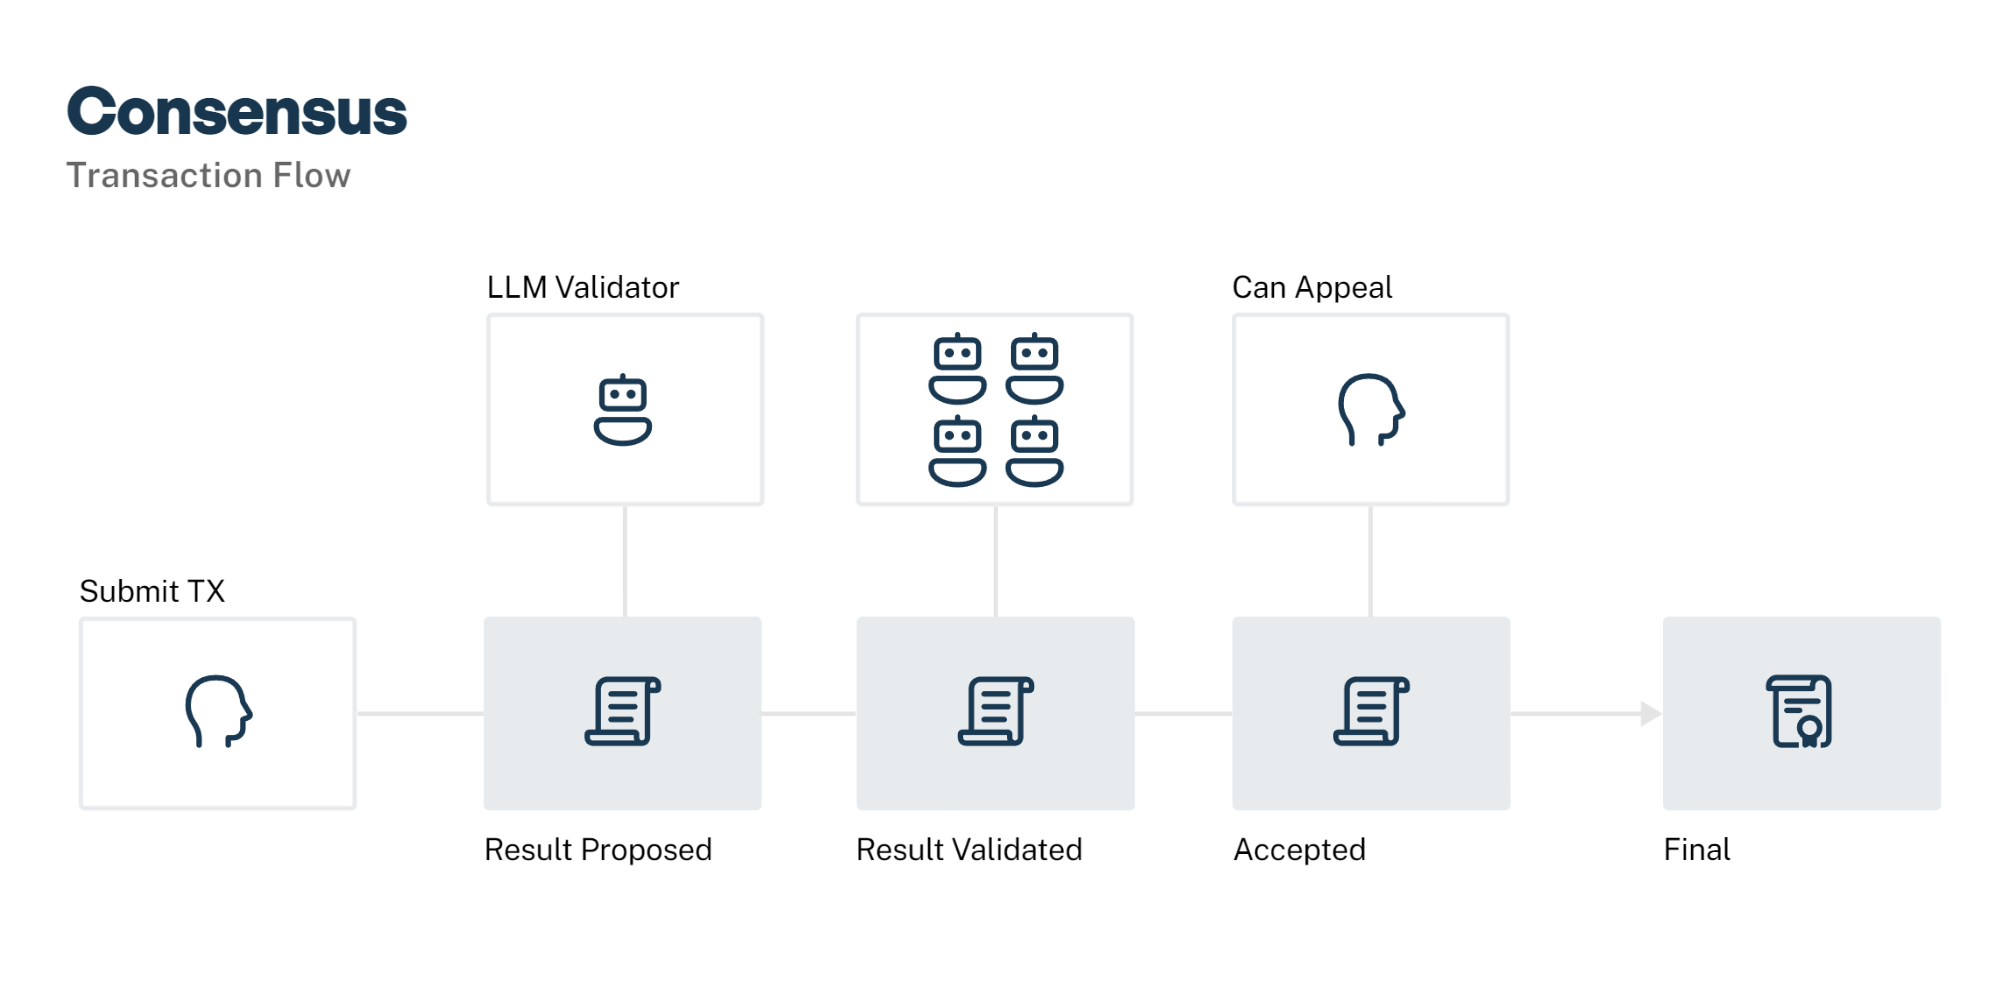 Consensus
Transaction Flow
LLM Validator
Can Appeal
Submit TX
Result Proposed
Result Validated
Accepted
Final